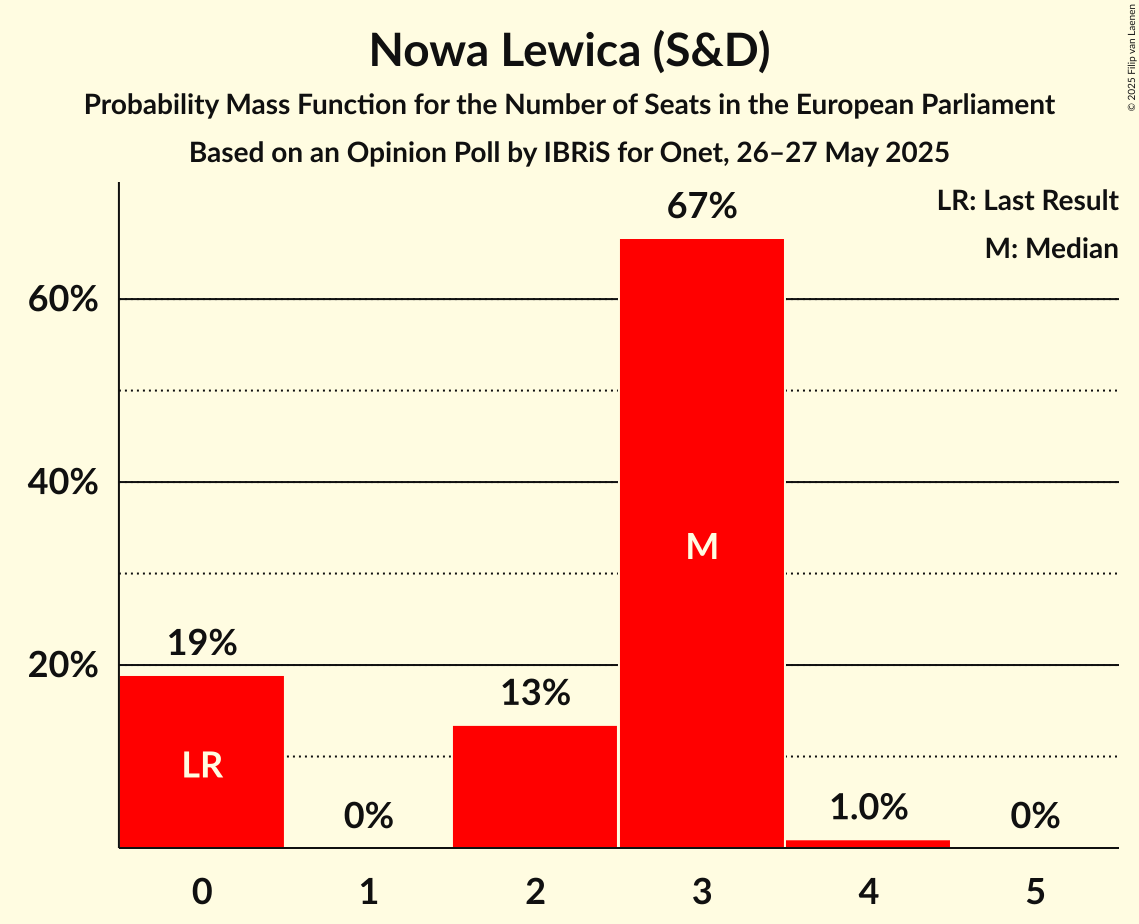 Nowa Lewica (S&D)
Probability Mass Function for the Number of Seats in the European Parliament
Based on an Opinion Poll by IBRiS for Onet, 26–27 May 2025
© 2025 Filip van Laenen
LR: Last Result
M: Median
67%
60%
40%
M
19%
20%
13%
LR
0%
1.0%
0%
0 1 2 3 4 5